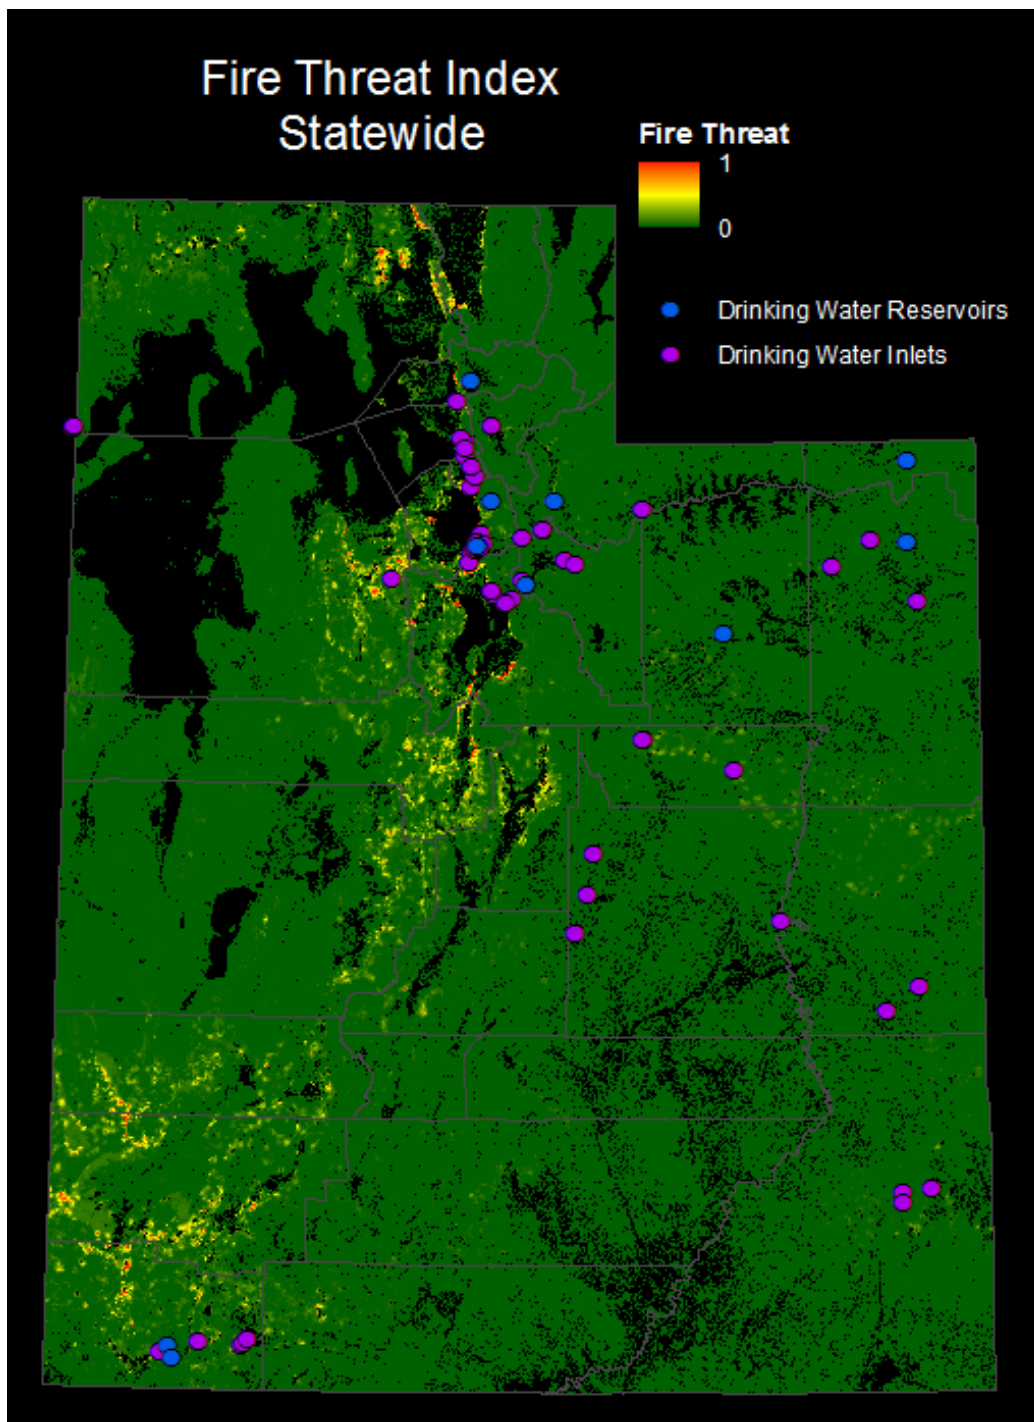 Fire Threat Index
Statewide
Fire Threat
1
0
Drinking Water Reservoirs
Drinking Water Inlets